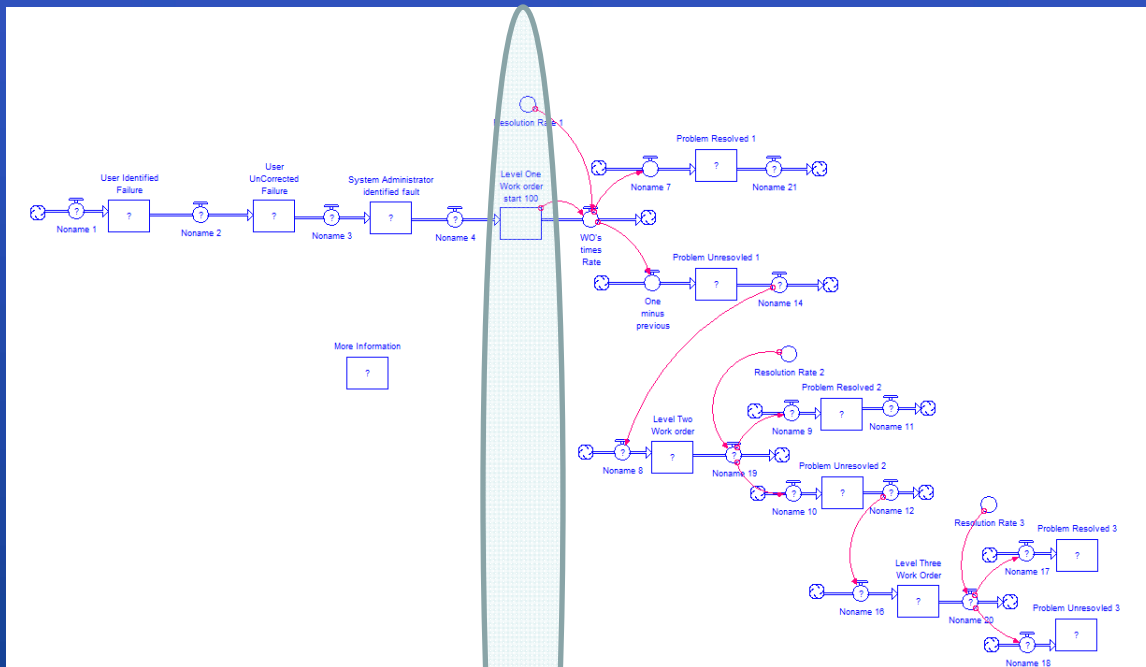 Resolution Rate 1
Problem Resolved 1
?
?
Noname 7
Noname 21
User Identified
Failure
?
User
UnCorrected
Failure
?
System Administrator
identified fault
?
Level One
Work order
start 100
?
Noname 1
?
Noname 2
?
Noname 3
?
Noname 4
WO's
times
Rate
Problem Unresovled 1
?
?
Noname 14
One
minus
previous
More Information
?
Resolution Rate 2
Problem Resolved 2
?
?
Noname 9
?
Noname 11
Level Two
Work order
?
?
Noname 8
?
Noname 19
Problem Unresovled 2
?
?
Noname 10
?
Noname 12
Resolution Rate 3
Problem Resolved 3
?
?
Noname 17
Level Three
Work Order
?
?
Noname 16
?
Noname 20
Problem Unresovled 3
?
?
Noname 18